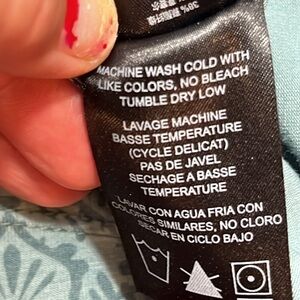 MACHINE WASH COLD WITH
LIKE COLORS, NO BLEACH
TUMBLE DRY LOW
LAVAGE MACHINE
BASSE TEMPERATURE
(CYCLE DELICAT)
PAS DE JAVEL
SECHAGE A BASSE
TEMPERATURE
LAVAR CON AGUA FRIA CON
COLORES SIMILARES, NO CLORO
SECAR EN CICLO BAJO